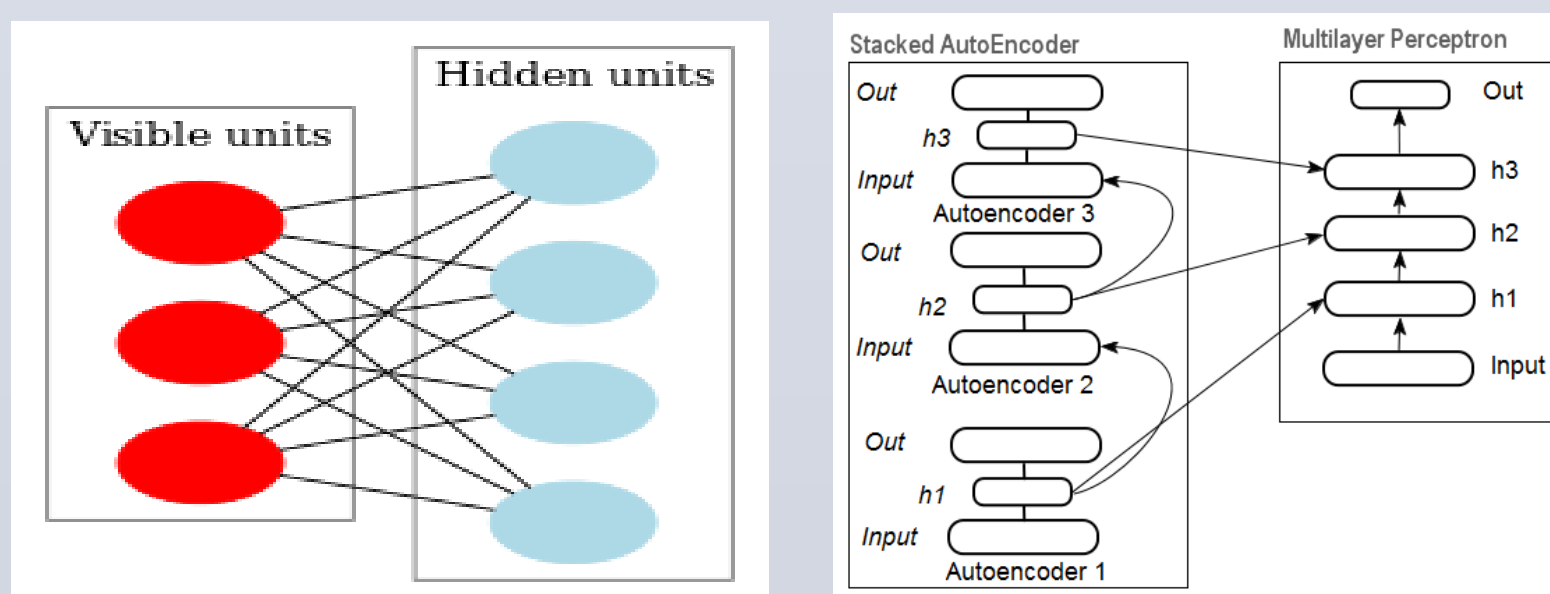 Visible units
Hidden units
Stacked AutoEncoder
Out
h3
Input
Autoencoder 3
Out
h2
Input
Autoencoder 2
Out
h1
Input
Autoencoder 1
Multilayer Perceptron
Out
h3
h2
h1
Input